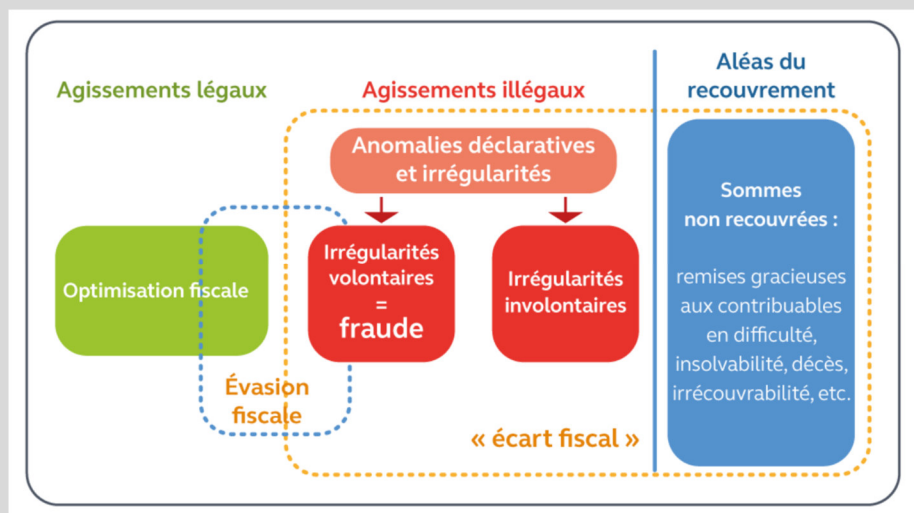 Agissements légaux
Agissements illégaux
Aléas du
recouvrement
Anomalies déclaratives
et irrégularités
Optimisation fiscale
Irrégularités
volontaires
=
fraude
Irrégularités
involontaires
Sommes
non recouvrées :
remises gracieuses
aux contribuables
en difficulté,
insolvabilité, décès,
irrécouvrabilité, etc.
Évasion
fiscale
« écart fiscal »